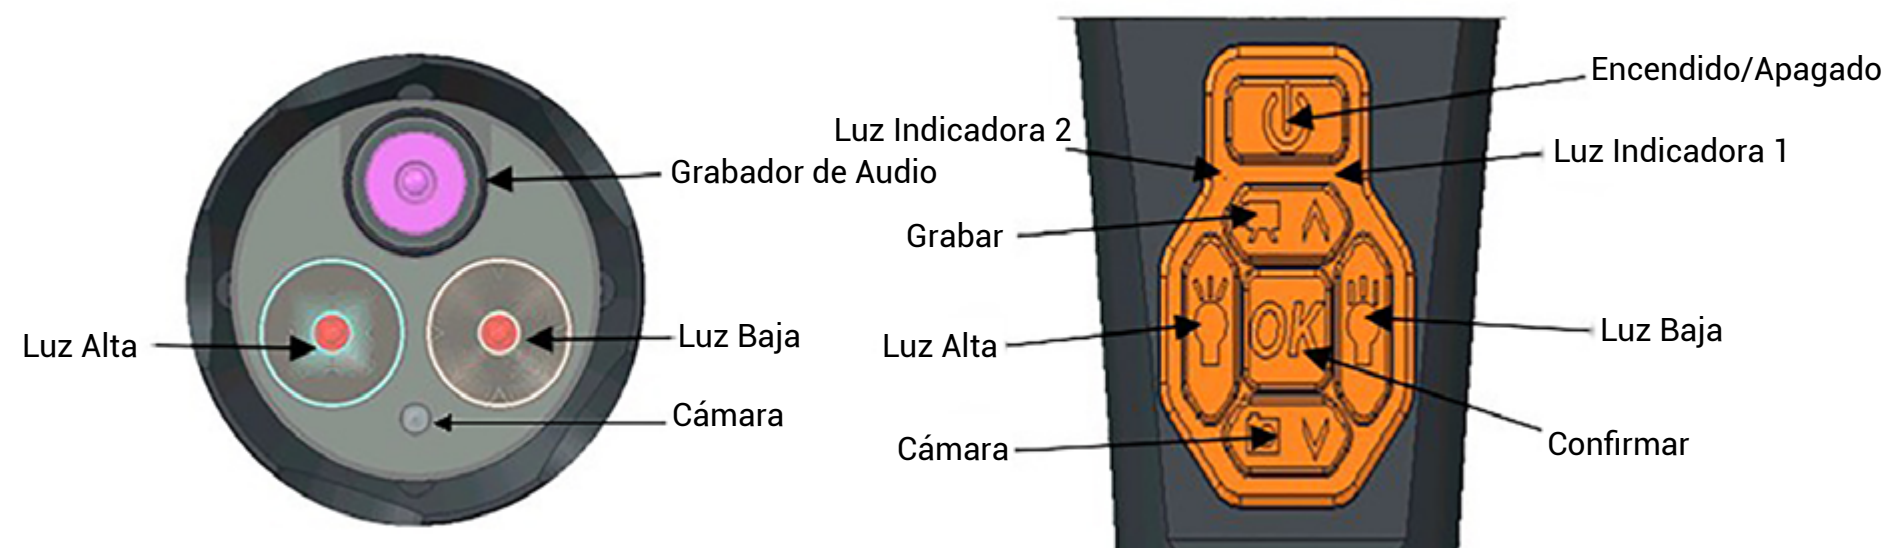 Grabador de Audio
Luz Alta
Luz Baja
Cámara
Encendido/Apagado
Luz Indicadora 2
Luz Indicadora 1
Grabar
Luz Alta
OK
Luz Baja
Cámara
Confirmar